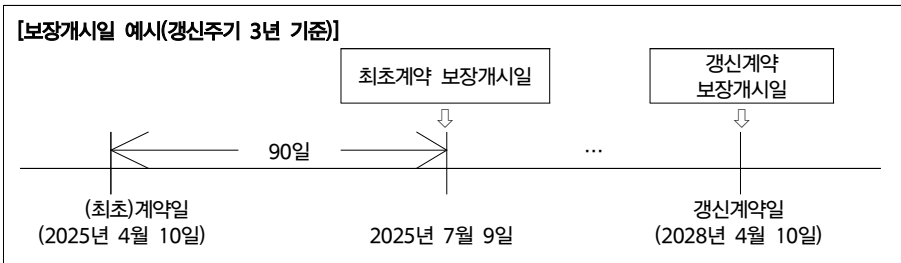 [보장개시일 예시(갱신주기 3년 기준)]
최초계약 보장개시일
갱신계약
보장개시일
90일
...
(최초)계약일
(2025년 4월 10일)
2025년 7월 9일
갱신계약일
(2028년 4월 10일)